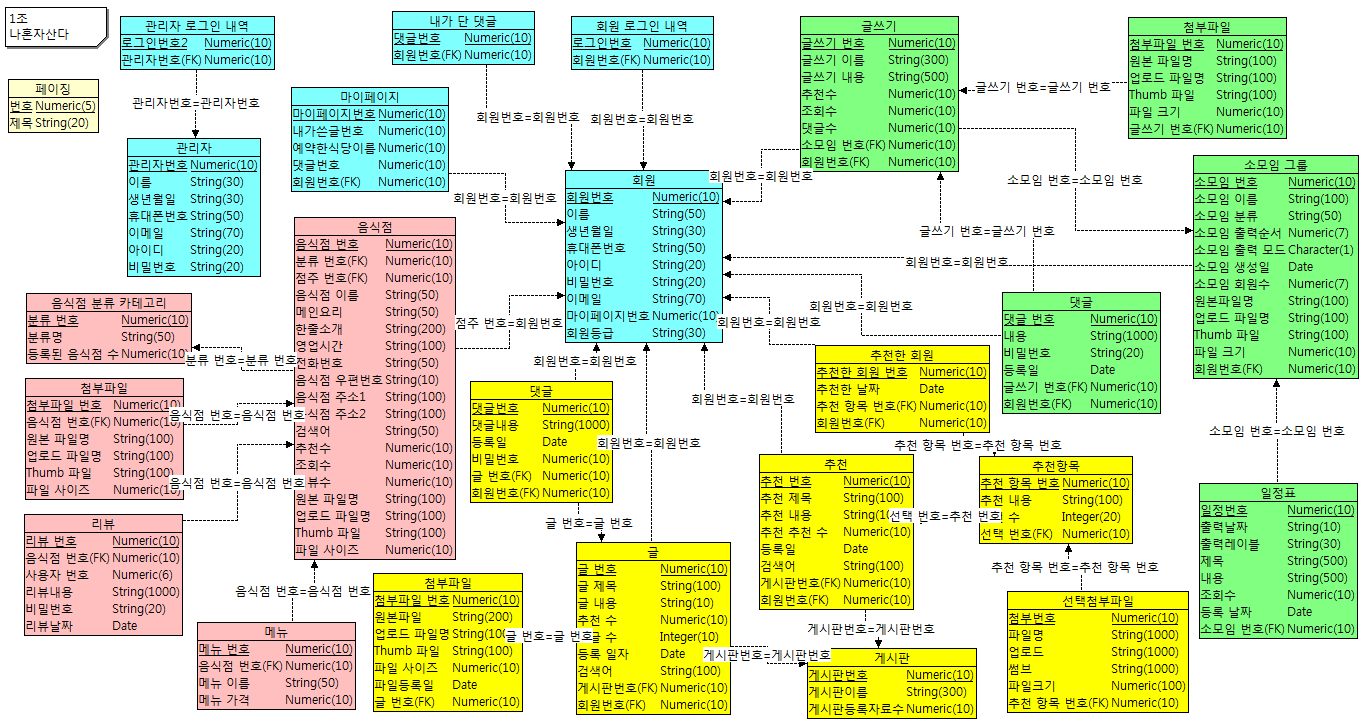 1조
나혼자산다
페이징
번호 Numeric(5)
제목 String(20)
관리자 로그인 내역
로그인번호2 Numeric(10)
관리자번호(FK) Numeric(10)
관리자번호=관리자번호
관리자
관리자번호 Numeric(10)
이름 String(30)
생년월일 String(30)
휴대폰번호 String(50)
이메일 String(70)
아이디 String(20)
비밀번호 String(20)
내가 단 댓글
댓글번호 Numeric(10)
회원번호(FK) Numeric(10)
회원번호=회원번호
회원 로그인 내역
로그인번호 Numeric(10)
회원번호(FK) Numeric(10)
회원번호=회원번호
마이페이지
마이페이지번호 Numeric(10)
내가쓴글번호 Numeric(10)
예약한식당이름 Numeric(10)
댓글번호 Numeric(10)
회원번호(FK) Numeric(10)
회원번호=회원번호
회원
회원번호 Numeric(10)
이름 String(50)
생년월일 String(30)
휴대폰번호 String(50)
아이디 String(20)
비밀번호 String(20)
이메일 String(70)
마이페이지번호 Numeric(10)
회원등급 String(30)
글쓰기
글쓰기 번호 Numeric(10)
글쓰기 이름 String(300)
글쓰기 내용 String(500)
추천수 Numeric(10)
조회수 Numeric(10)
댓글수 Numeric(10)
소모임 번호(FK) Numeric(10)
회원번호(FK) Numeric(10)
회원번호=회원번호
글쓰기 번호=글쓰기 번호
첨부파일
첨부파일 번호 Numeric(10)
원본 파일명 String(100)
업로드 파일명 String(100)
Thumb 파일 String(100)
파일 크기 Numeric(10)
글쓰기 번호(FK) Numeric(10)
소모임 번호=소모임 번호
글쓰기 번호=글쓰기 번호
회원번호=회원번호
소모임 그룹
소모임 번호 Numeric(10)
소모임 이름 String(100)
소모임 분류 String(50)
소모임 출력순서 Numeric(7)
소모임 출력 모드 Character(1)
소모임 생성일 Date
소모임 회원수 Numeric(7)
원본파일명 String(100)
업로드 파일명 String(100)
Thumb 파일 String(100)
파일 크기 Numeric(10)
회원번호(FK) Numeric(10)
음식점
음식점 번호 Numeric(10)
분류 번호(FK) Numeric(10)
점주 번호(FK) Numeric(10)
음식점 이름 String(50)
메인요리 String(50)
한줄소개 String(200)
영업시간 String(100)
전화번호 String(50)
음식점 우편번호 String(10)
음식점 주소1 String(100)
식점 주소2 String(100)
검색어 String(50)
추천수 Numeric(10)
조회수 Numeric(10)
뷰수 Numeric(10)
원본 파일명 String(100)
업로드 파일명 String(100)
Thumb 파일 String(100)
파일 사이즈 Numeric(10)
점주 번호=회원번호
음식점 분류 카테고리
분류 번호 Numeric(10)
분류명 String(50)
등록된 음식점 수 Numeric(10)
분류 번호=분류 번호
첨부파일
첨부파일 번호 Numeric(10)
음식점 번호(FK) Numeric(10)
원본 파일명 String(100)
업로드 파일명 String(100)
Thumb 파일 String(100)
파일 사이즈 Numeric(10)
음식점 번호=음식점 번호
음식점 번호=음식점 번호
리뷰
리뷰 번호 Numeric(10)
음식점 번호(FK) Numeric(10)
사용자 번호 Numeric(6)
리뷰내용 String(1000)
비밀번호 String(20)
리뷰날짜 Date
음식점 번호=음식점 번호
메뉴
메뉴 번호 Numeric(10)
음식점 번호(FK) Numeric(10)
메뉴 이름 String(50)
메뉴 가격 Numeric(10)
회원번호=회원번호
회원번호=회원번호
댓글
댓글 번호 Numeric(10)
내용 String(1000)
비밀번호 String(20)
등록일 Date
글쓰기 번호(FK) Numeric(10)
회원번호(FK) Numeric(10)
추천한 회원
추천한 회원 번호 Numeric(10)
추천한 날짜 Date
추천 항목 번호(FK) Numeric(10)
회원번호(FK) Numeric(10)
추천 항목 번호=추천 항목 번호
회원번호=회원번호
댓글
댓글번호 Numeric(10)
댓글내용 String(1000)
등록일 Date
비밀번호 Numeric(10)
글 번호(FK) Numeric(10)
회원번호(FK) Numeric(10)
회원번호=회원번호
회원번호=회원번호
글 번호=글 번호
글
글 번호 Numeric(10)
글 제목 String(100)
글 내용 String(10)
추천 수 Numeric(10)
글 수 Integer(10)
등록 일자 Date
검색어 String(100)
게시판번호(FK) Numeric(10)
회원번호(FK) Numeric(10)
첨부파일
첨부파일 번호 Numeric(10)
원본파일 String(200)
업로드 파일명 String(100)
Thumb 파일 String(100)
파일 사이즈 Numeric(10)
파일등록일 Date
글 번호(FK) Numeric(10)
글 번호=글 번호
추천
추천 번호 Numeric(10)
추천 제목 String(100)
추천 내용 String(10
추천 추천 수 Numeric(10)
등록일 Date
검색어 String(100)
게시판번호(FK) Numeric(10)
회원번호(FK) Numeric(10)
선택 번호=추천 번호
추천항목
추천 항목 번호 Numeric(10)
추천 내용 String(100)
수 Integer(20)
선택 번호(FK) Numeric(10)
추천 항목 번호=추천 항목 번호
선택첨부파일
첨부번호 Numeric(10)
파일명 String(1000)
업로드 String(1000)
썸브 String(1000)
파일크기 Numeric(100)
추천 항목 번호(FK) Numeric(10)
게시판번호=게시판번호
게시판번호=게시판번호
게시판
게시판번호 Numeric(10)
게시판이름 String(300)
게시판등록자료수 Numeric(10)
소모임 번호=소모임 번호
일정표
일정번호 Numeric(10)
출력날짜 String(10)
출력레이블 String(30)
제목 String(500)
내용 String(500)
조회수 Numeric(10)
등록 날짜 Date
소모임 번호(FK) Numeric(10)